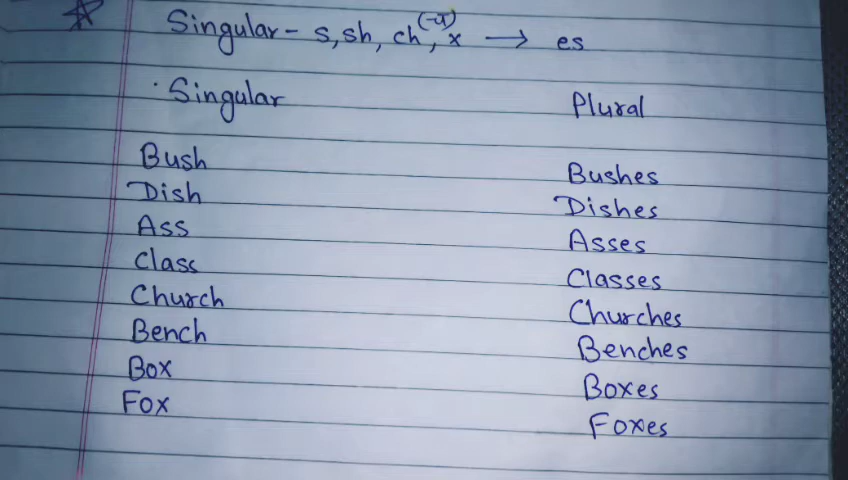 Singular - s, sh, ch, x → es
Singular Plural
Bush Bushes
Dish Dishes
Ass Asses
Class Classes
Church Churches
Bench Benches
Box Boxes
Fox Foxes